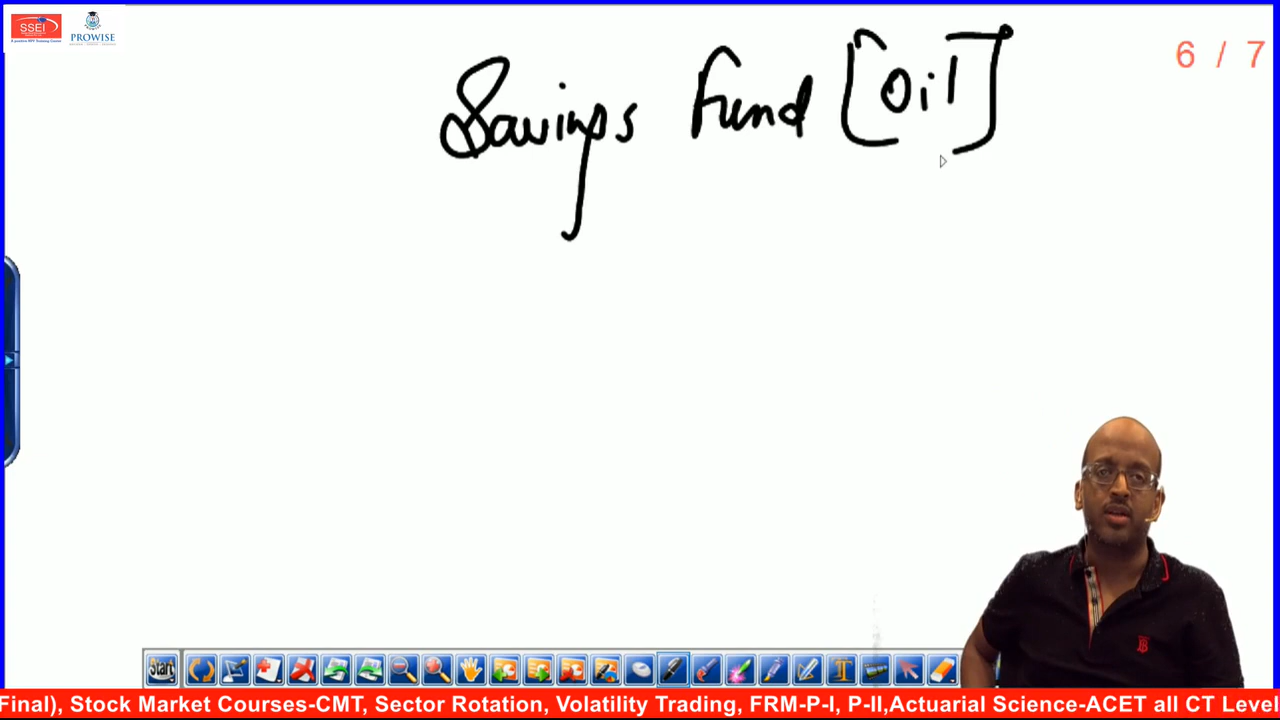 SSEI
PROWISE
6 / 7
Savings Fund [Oil]
Start
Final), Stock Market Courses-CMT, Sector Rotation, Volatility Trading, FRM-P-I, P-II,Actuarial Science-ACET all CT Level